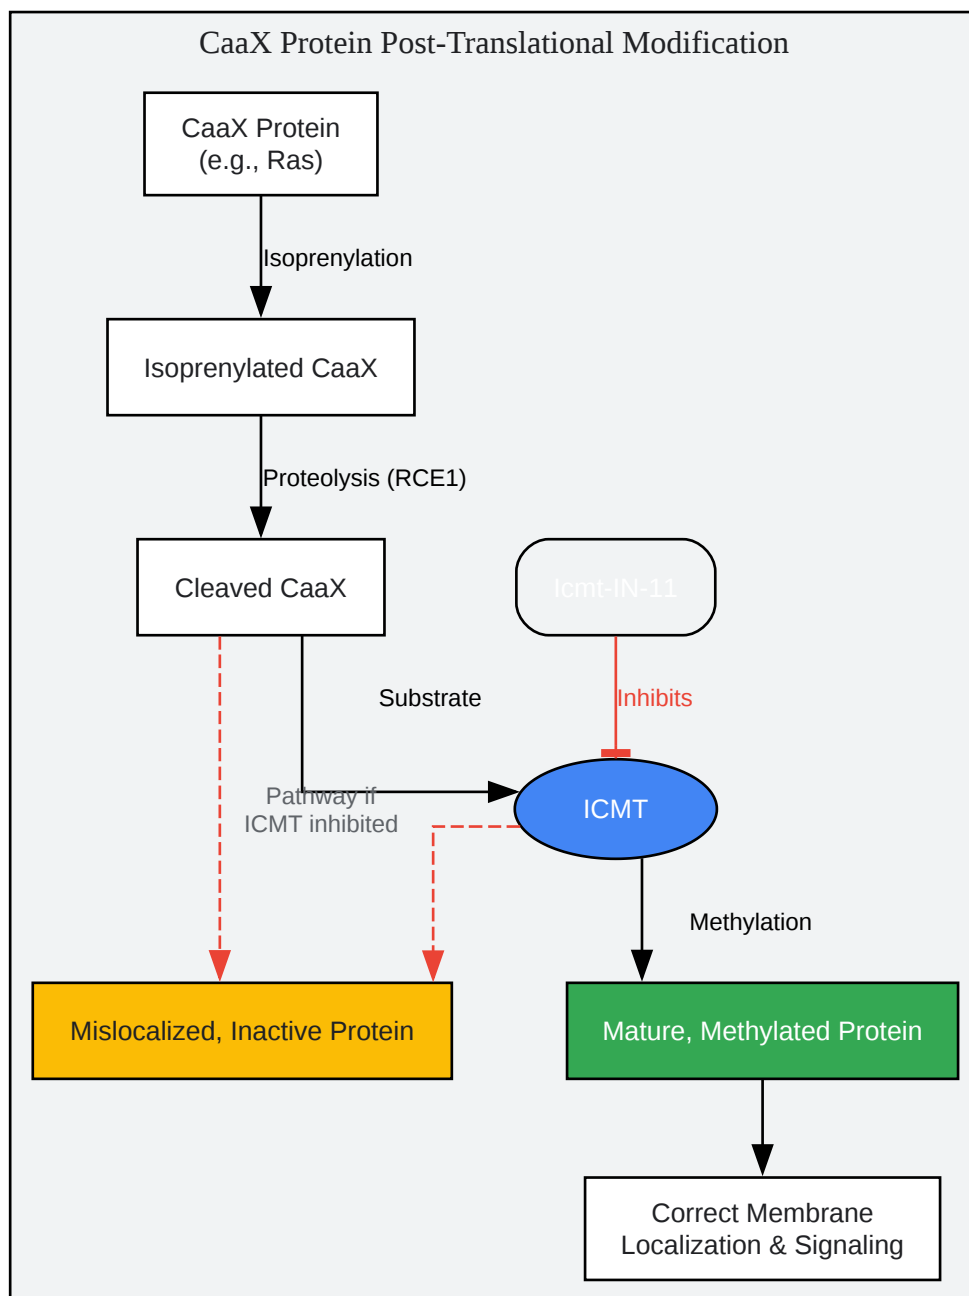 CaaX Protein Post-Translational Modification
CaaX Protein
(e.g., Ras)
Isoprenylation
Isoprenylated CaaX
Proteolysis (RCE1)
Cleaved CaaX
Icmt-IN-11
Substrate
Inhibits
Pathway if
ICMT inhibited
ICMT
Methylation
Mislocalized, Inactive Protein
Mature, Methylated Protein
Correct Membrane
Localization & Signaling